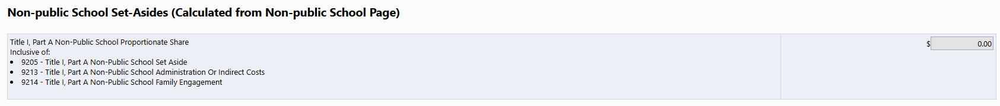 Non-public School Set-Asides (Calculated from Non-public School Page)
Title I, Part A Non-Public School Proportionate Share
$ 0.00
Inclusive of:
• 9205 - Title I, Part A Non-Public School Set Aside
• 9213 - Title I, Part A Non-Public School Administration Or Indirect Costs
• 9214 - Title I, Part A Non-Public School Family Engagement